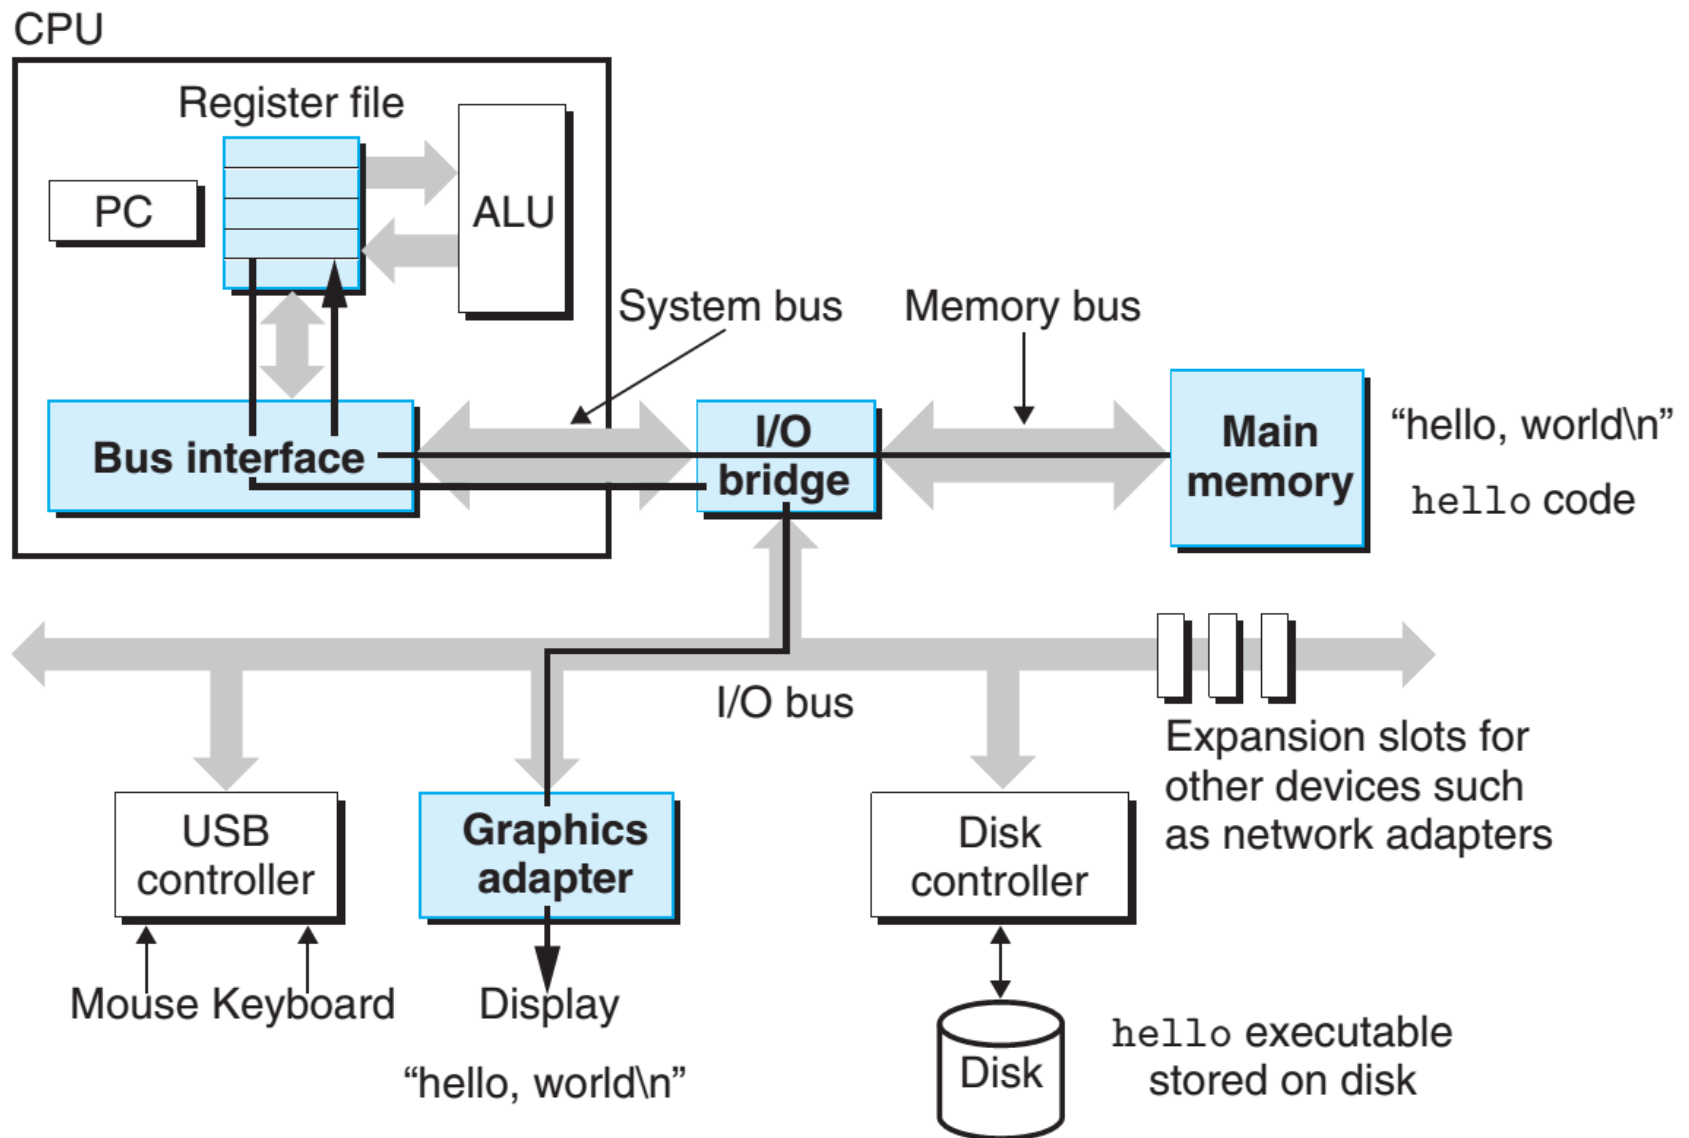 CPU
Register file
PC
ALU
System bus
Memory bus
Bus interface
I/O
bridge
Main
memory
“hello, world\n”
hello code
I/O bus
Expansion slots for
other devices such
as network adapters
USB
controller
Graphics
adapter
Disk
controller
Mouse Keyboard
Display
“hello, world\n”
Disk
hello executable
stored on disk